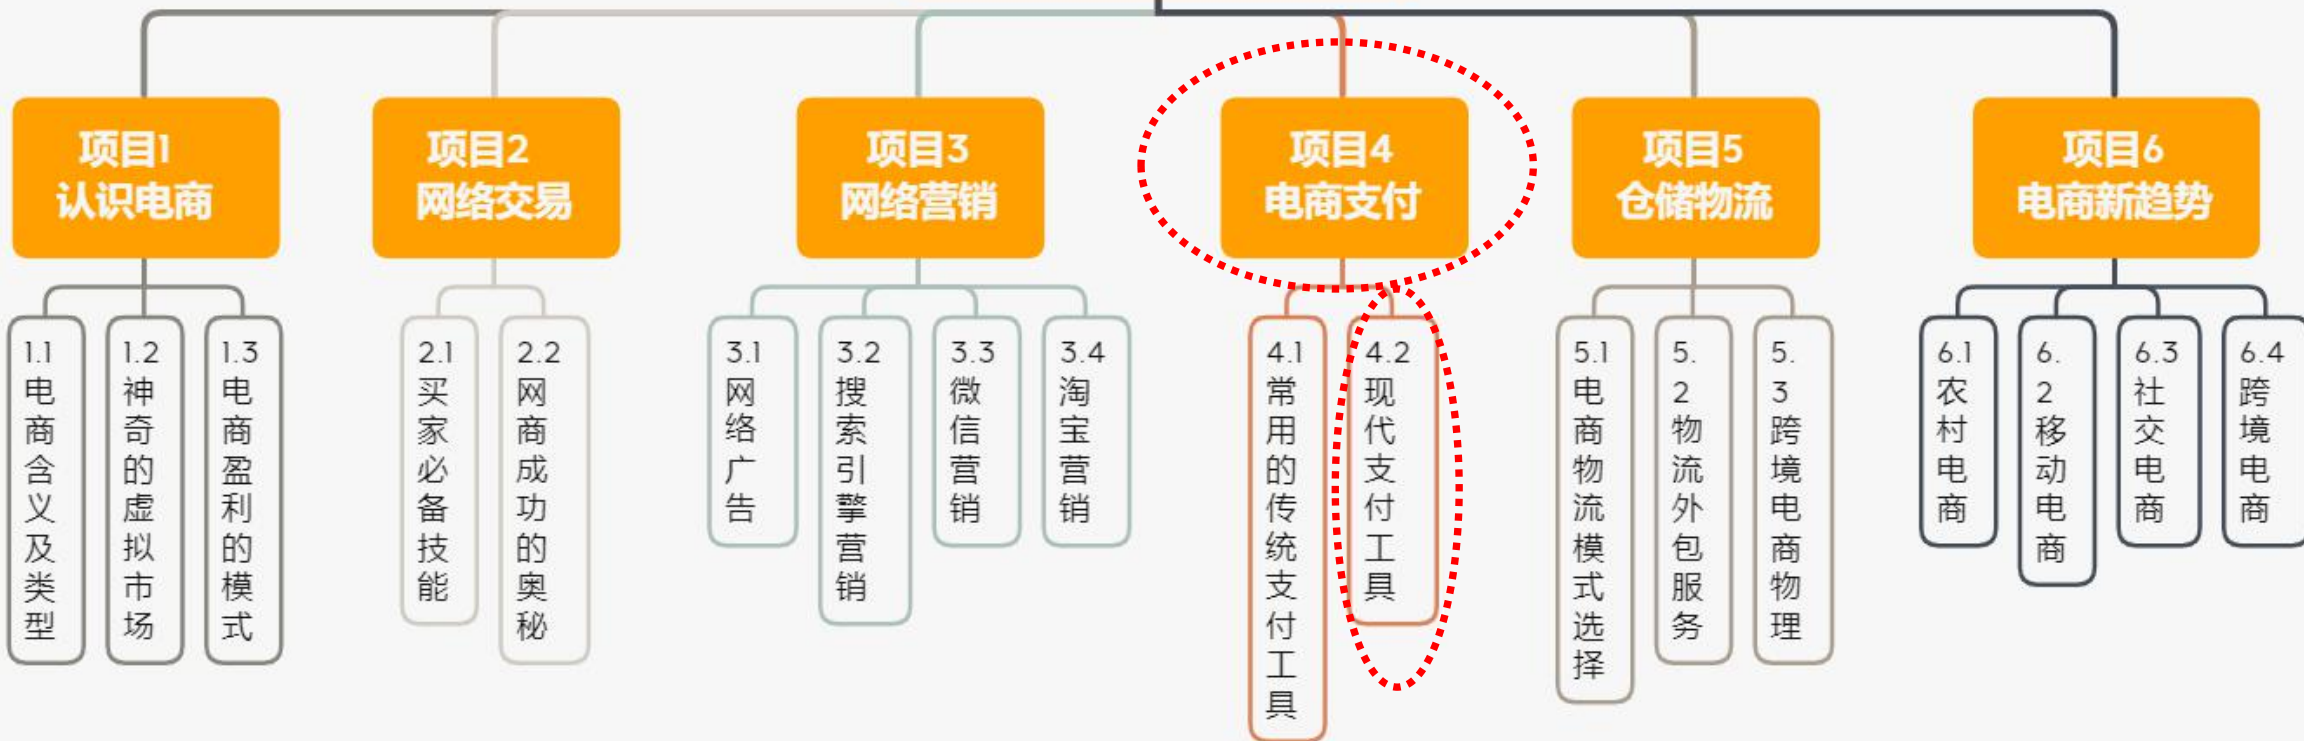 项目1
认识电商
项目2
网络交易
项目3
网络营销
项目4
电商支付
项目5
仓储物流
项目6
电商新趋势
1.1电商含义及类型
1.2神奇的虚拟市场
1.3电商盈利的模式
2.1买家必备技能
2.2网商成功的奥秘
3.1网络广告
3.2搜索引擎营销
3.3微信营销
3.4淘宝营销
4.1常用的传统支付工具
4.2现代支付工具
5.1电商物流模式选择
5.2物流外包服务
5.3跨境电商物理
6.1农村电商
6.2移动电商
6.3社交电商
6.4跨境电商